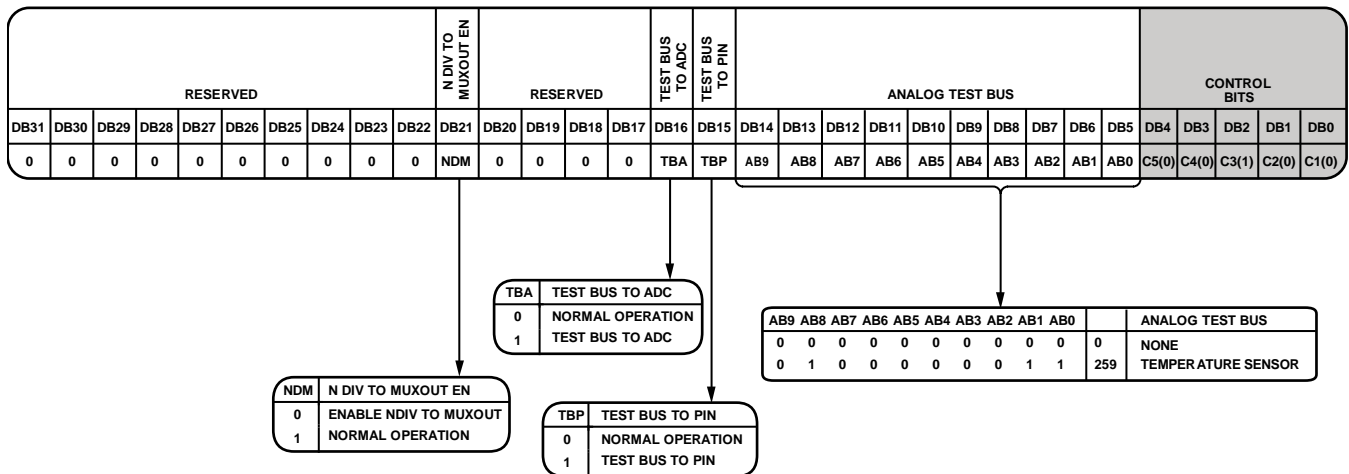 RESERVED N DIV TO MUXOUT EN RESERVED TEST BUS TO ADC TEST BUS TO PIN ANALOG TEST BUS CONTROL BITS
DB31 DB30 DB29 DB28 DB27 DB26 DB25 DB24 DB23 DB22 DB21 DB20 DB19 DB18 DB17 DB16 DB15 DB14 DB13 DB12 DB11 DB10 DB9 DB8 DB7 DB6 DB5 DB4 DB3 DB2 DB1 DB0
0 0 0 0 0 0 0 0 0 0 NDM 0 0 0 0 TBA TBP AB9 AB8 AB7 AB6 AB5 AB4 AB3 AB2 AB1 AB0 C5(0) C4(0) C3(1) C2(0) C1(0)
TBA TEST BUS TO ADC
0 NORMAL OPERATION
1 TEST BUS TO ADC
AB9 AB8 AB7 AB6 AB5 AB4 AB3 AB2 AB1 AB0 ANALOG TEST BUS
0 0 0 0 0 0 0 0 0 0 0 NONE
0 1 0 0 0 0 0 0 1 1 259 TEMPERATURE SENSOR
NDM N DIV TO MUXOUT EN
0 ENABLE NDIV TO MUXOUT
1 NORMAL OPERATION
TBP TEST BUS TO PIN
0 NORMAL OPERATION
1 TEST BUS TO PIN